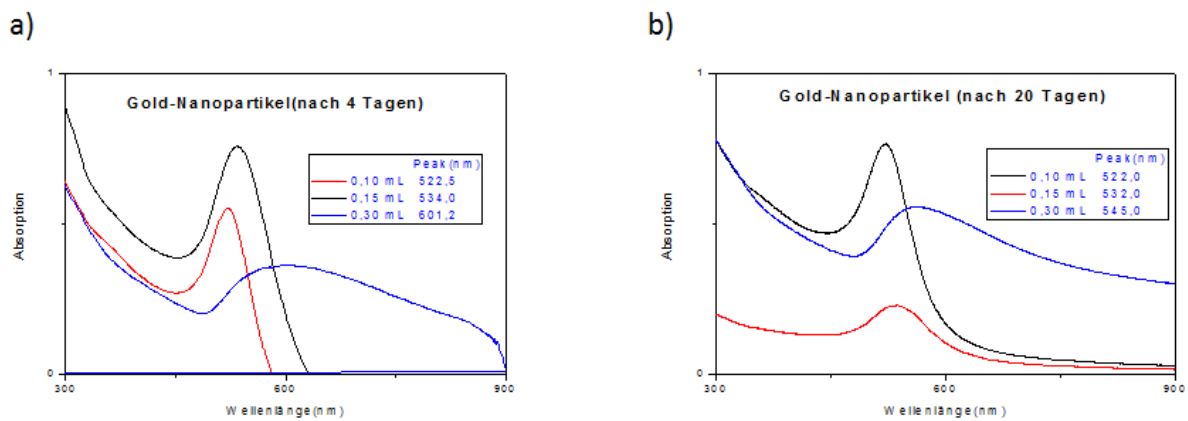 a)
1
Gold-Nanopartikel(nach 4 Tagen)
Peak(nm)
0,10 mL 522,5
0,15 mL 534,0
0,30 mL 601,2
Absorption
0
300
600
900
Wellenlänge(nm)
b)
1
Gold-Nanopartikel (nach 20 Tagen)
Peak(nm)
0,10 mL 522,0
0,15 mL 532,0
0,30 mL 545,0
Absorption
0
300
600
900
Wellenlänge(nm)